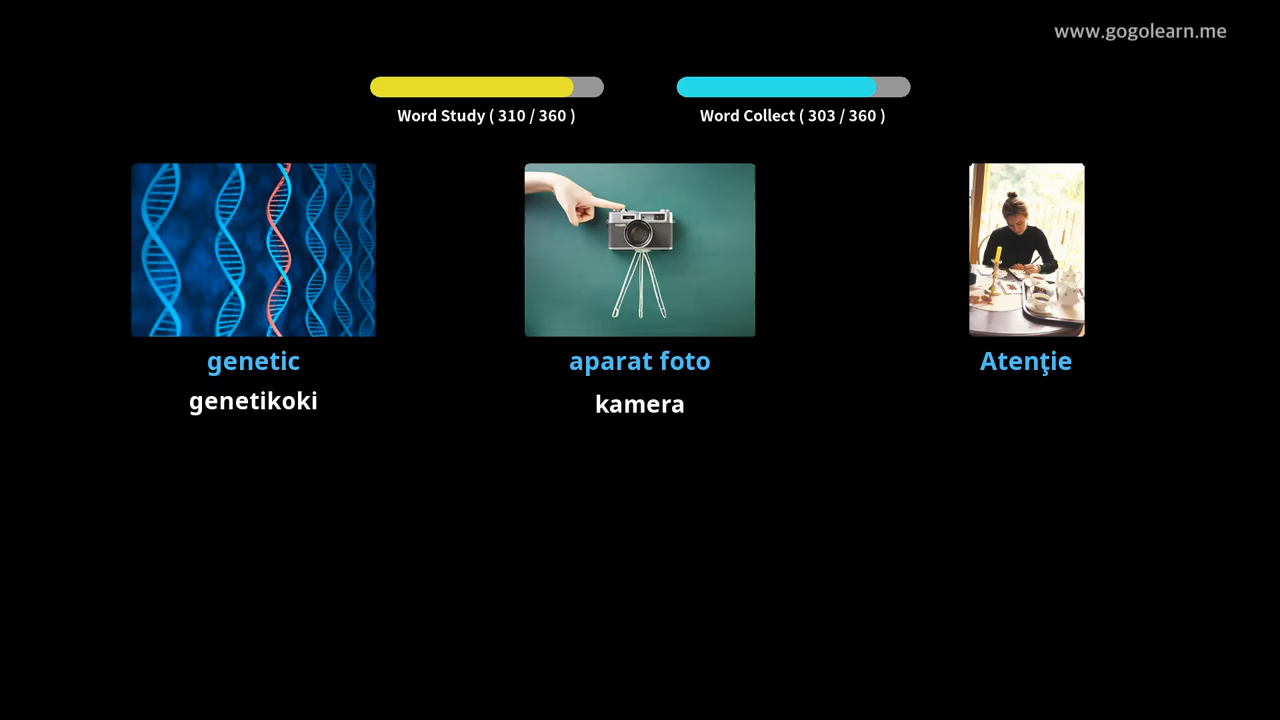 www.gogolearn.me
Word Study ( 310 / 360 )
Word Collect ( 303 / 360 )
genetic
genetikoki
aparat foto
kamera
Atenţie